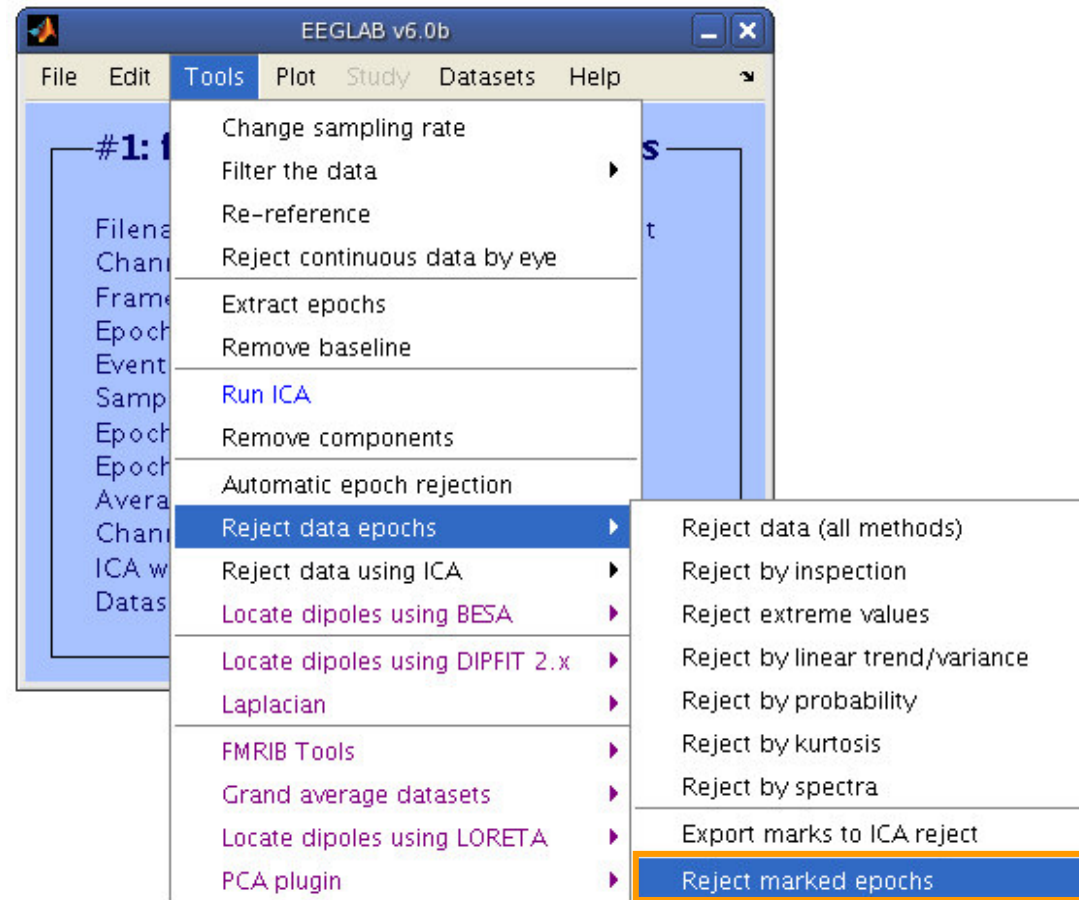 EEGLAB v6.0b
File Edit Tools Plot Study Datasets Help
#1:
Change sampling rate
Filter the data
Re-reference
Reject continuous data by eye
Extract epochs
Remove baseline
Run ICA
Remove components
Automatic epoch rejection
Reject data epochs
Reject data using ICA
Locate dipoles using BESA
Locate dipoles using DIPFIT 2.x
Laplacian
FMRIB Tools
Grand average datasets
Locate dipoles using LORETA
PCA plugin
Reject data (all methods)
Reject by inspection
Reject extreme values
Reject by linear trend/variance
Reject by probability
Reject by kurtosis
Reject by spectra
Export marks to ICA reject
Reject marked epochs
Filena
Chann
Frame
Epoch
Event
Samp
Epoch
Epoch
Avera
Chann
ICA w
Datas